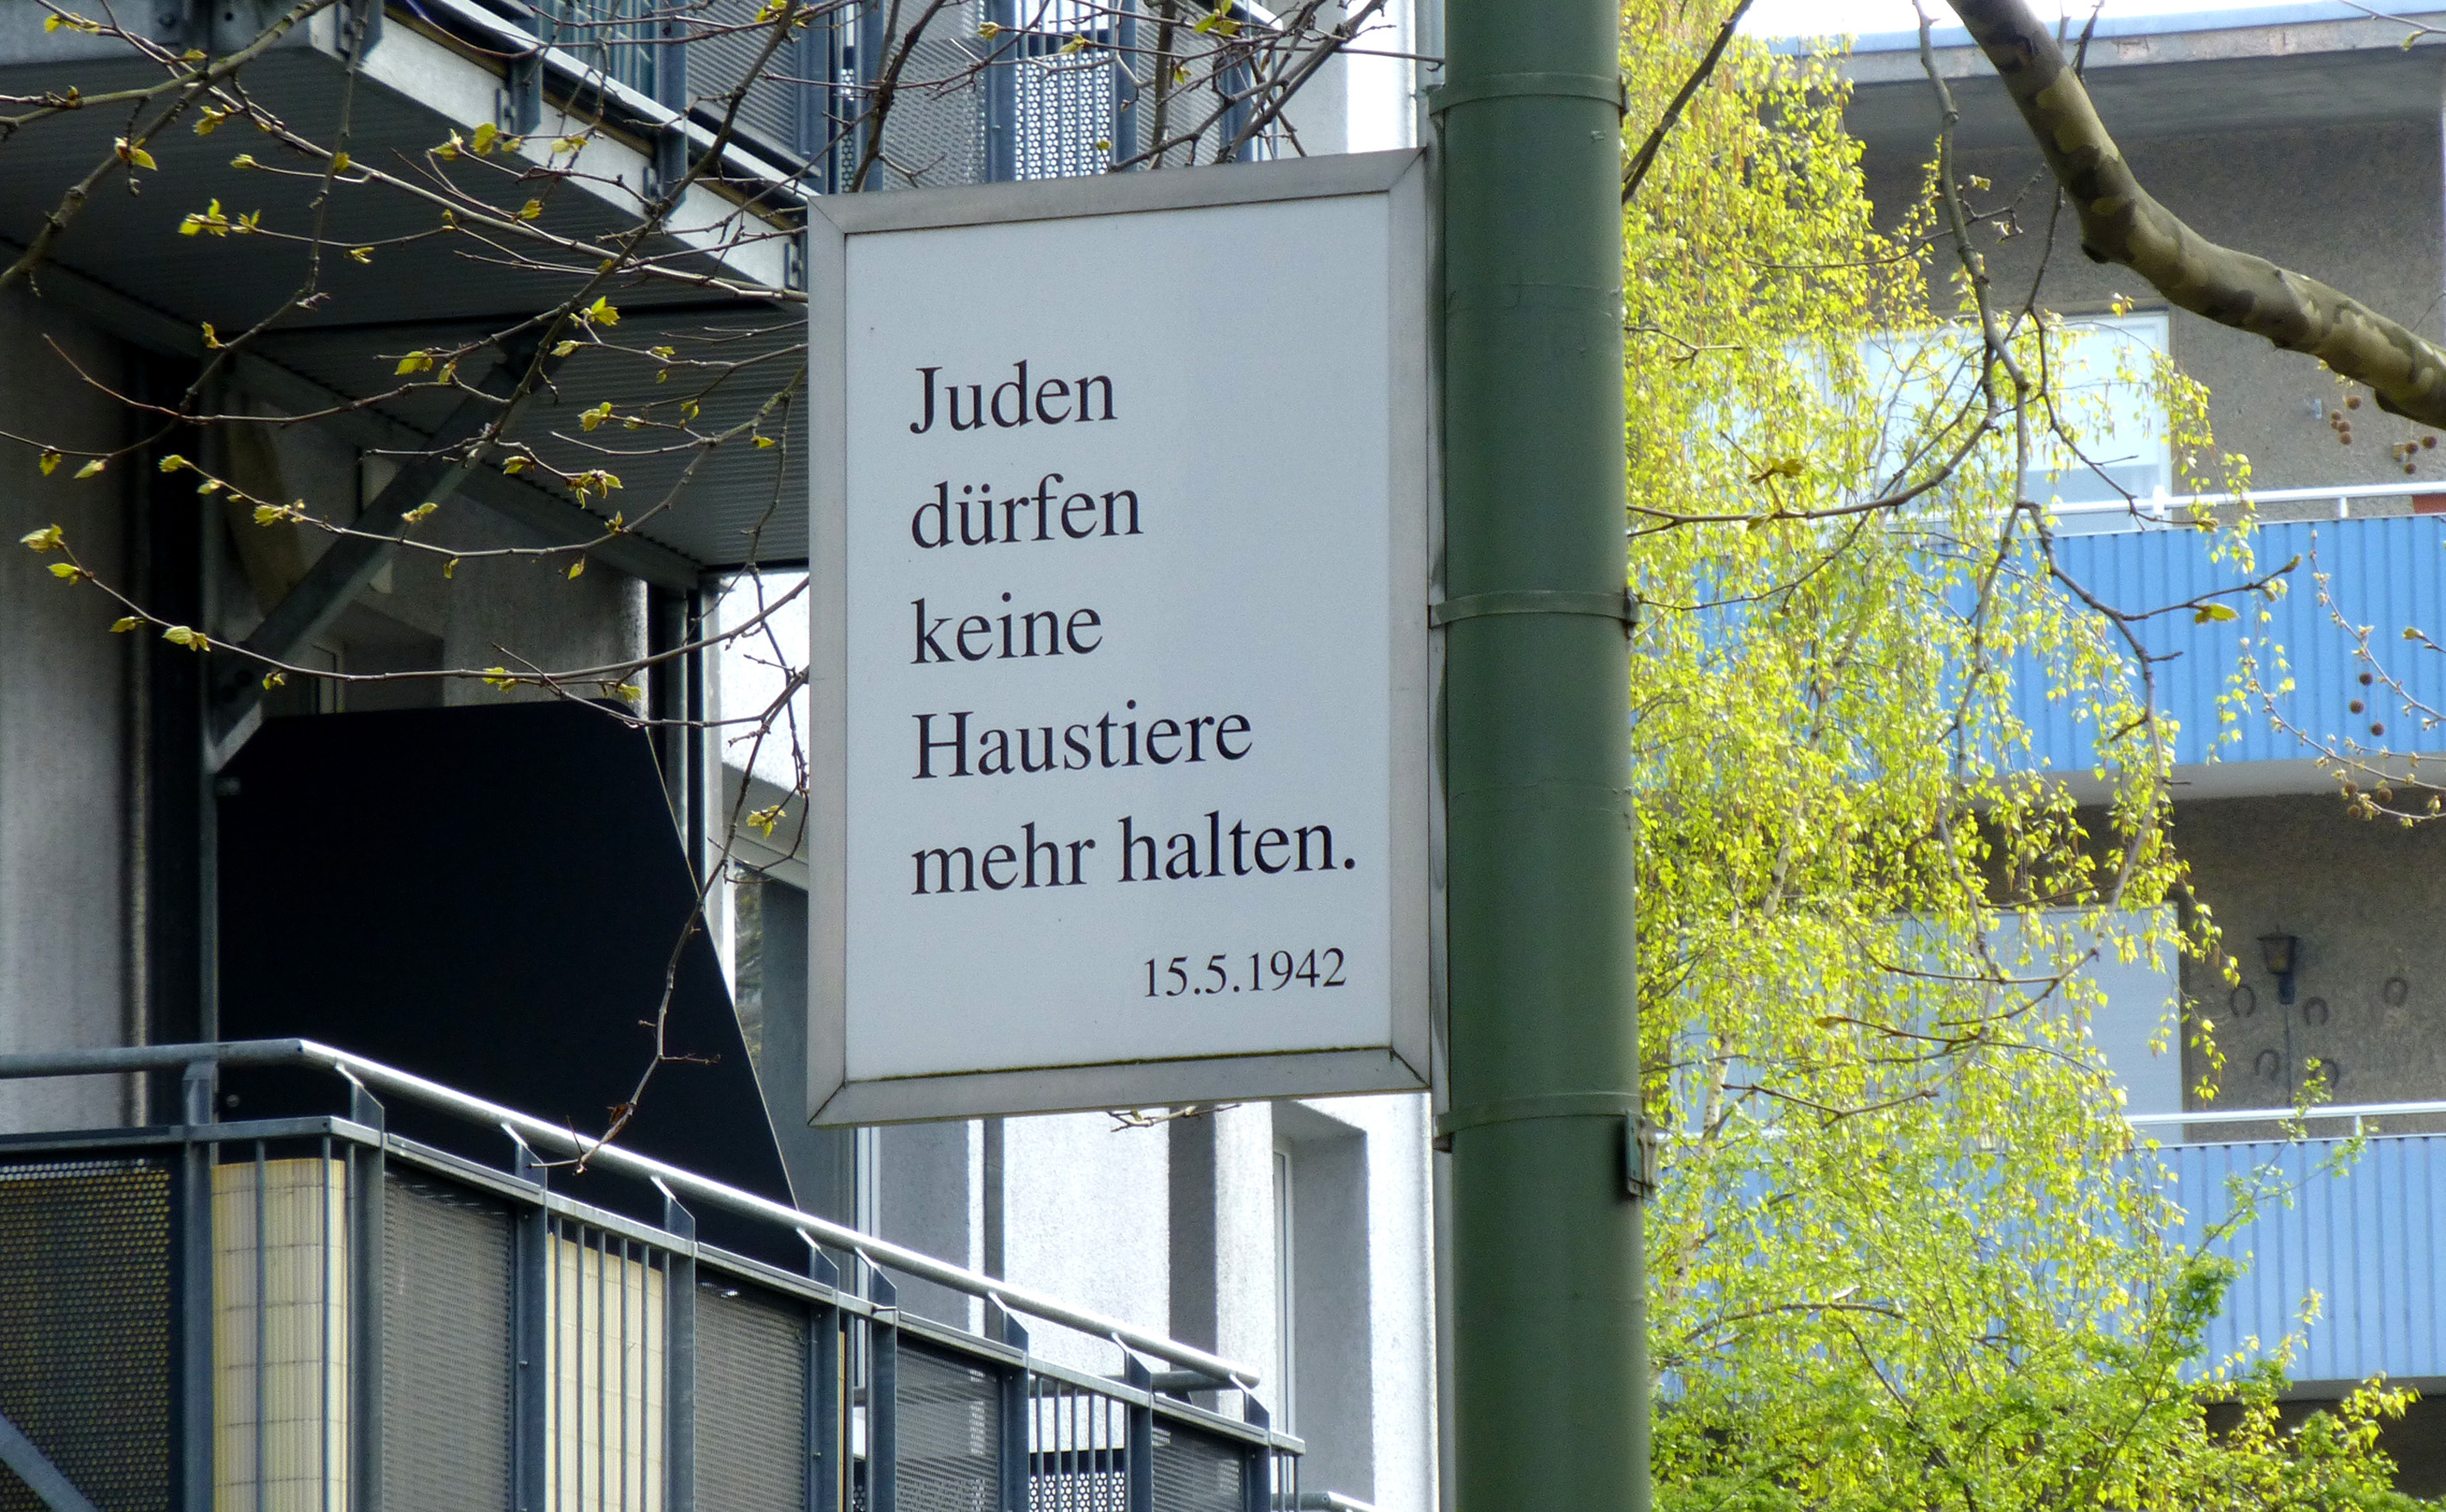 Juden
dürfen
keine
Haustiere
mehr halten.
15.5.1942